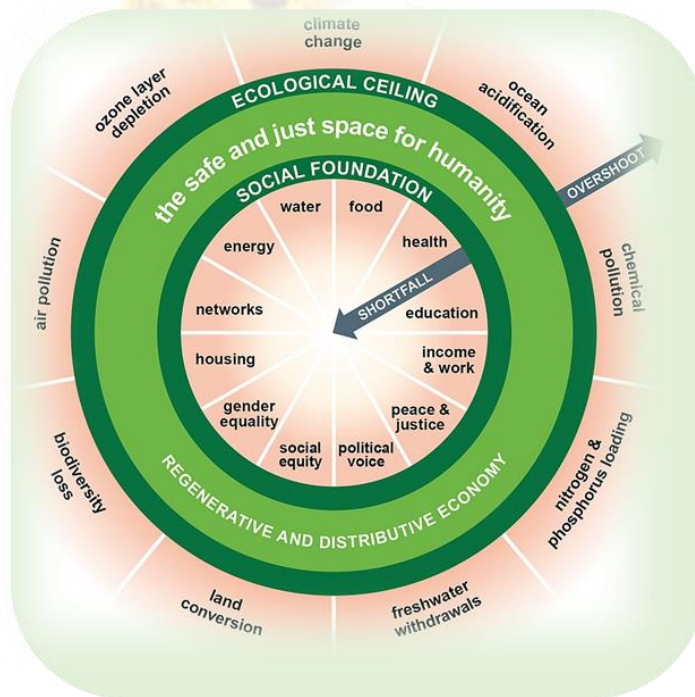 climate
change
ozone layer
depletion
ocean
acidification
ECOLOGICAL CEILING
the safe and just space for humanity
SOCIAL FOUNDATION
OVERSHOOT
water
food
energy
health
air pollution
chemical
pollution
SHORTFALL
networks
education
housing
income
& work
gender
equality
peace &
justice
social
equity
political
voice
biodiversity
loss
nitrogen &
phosphorus loading
REGENERATIVE AND DISTRIBUTIVE ECONOMY
land
conversion
freshwater
withdrawals